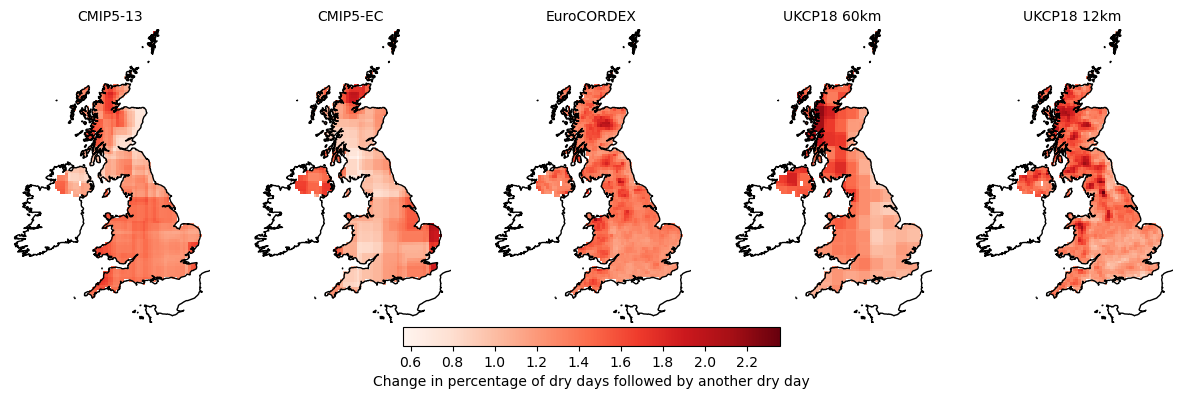 CMIP5-13 CMIP5-EC EuroCORDEX UKCP18 60km UKCP18 12km
0.6 0.8 1.0 1.2 1.4 1.6 1.8 2.0 2.2
Change in percentage of dry days followed by another dry day